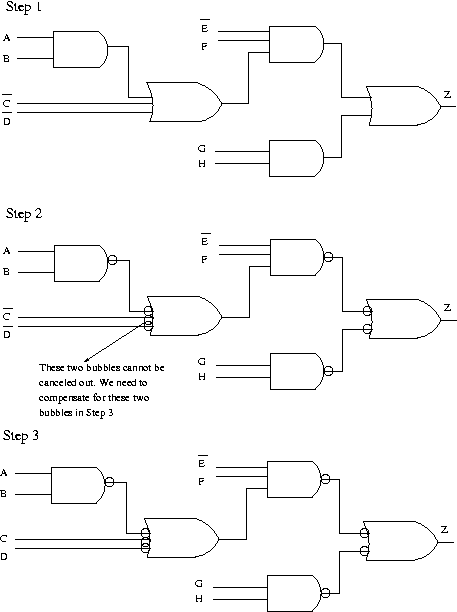 Step 1
A
B
C̅
D̅
E̅
F
G
H
Z
Step 2
A
B
C̅
D̅
E̅
F
G
H
Z
These two bubbles cannot be
canceled out. We need to
compensate for these two
bubbles in Step 3
Step 3
A
B
C
D
E̅
F
G
H
Z